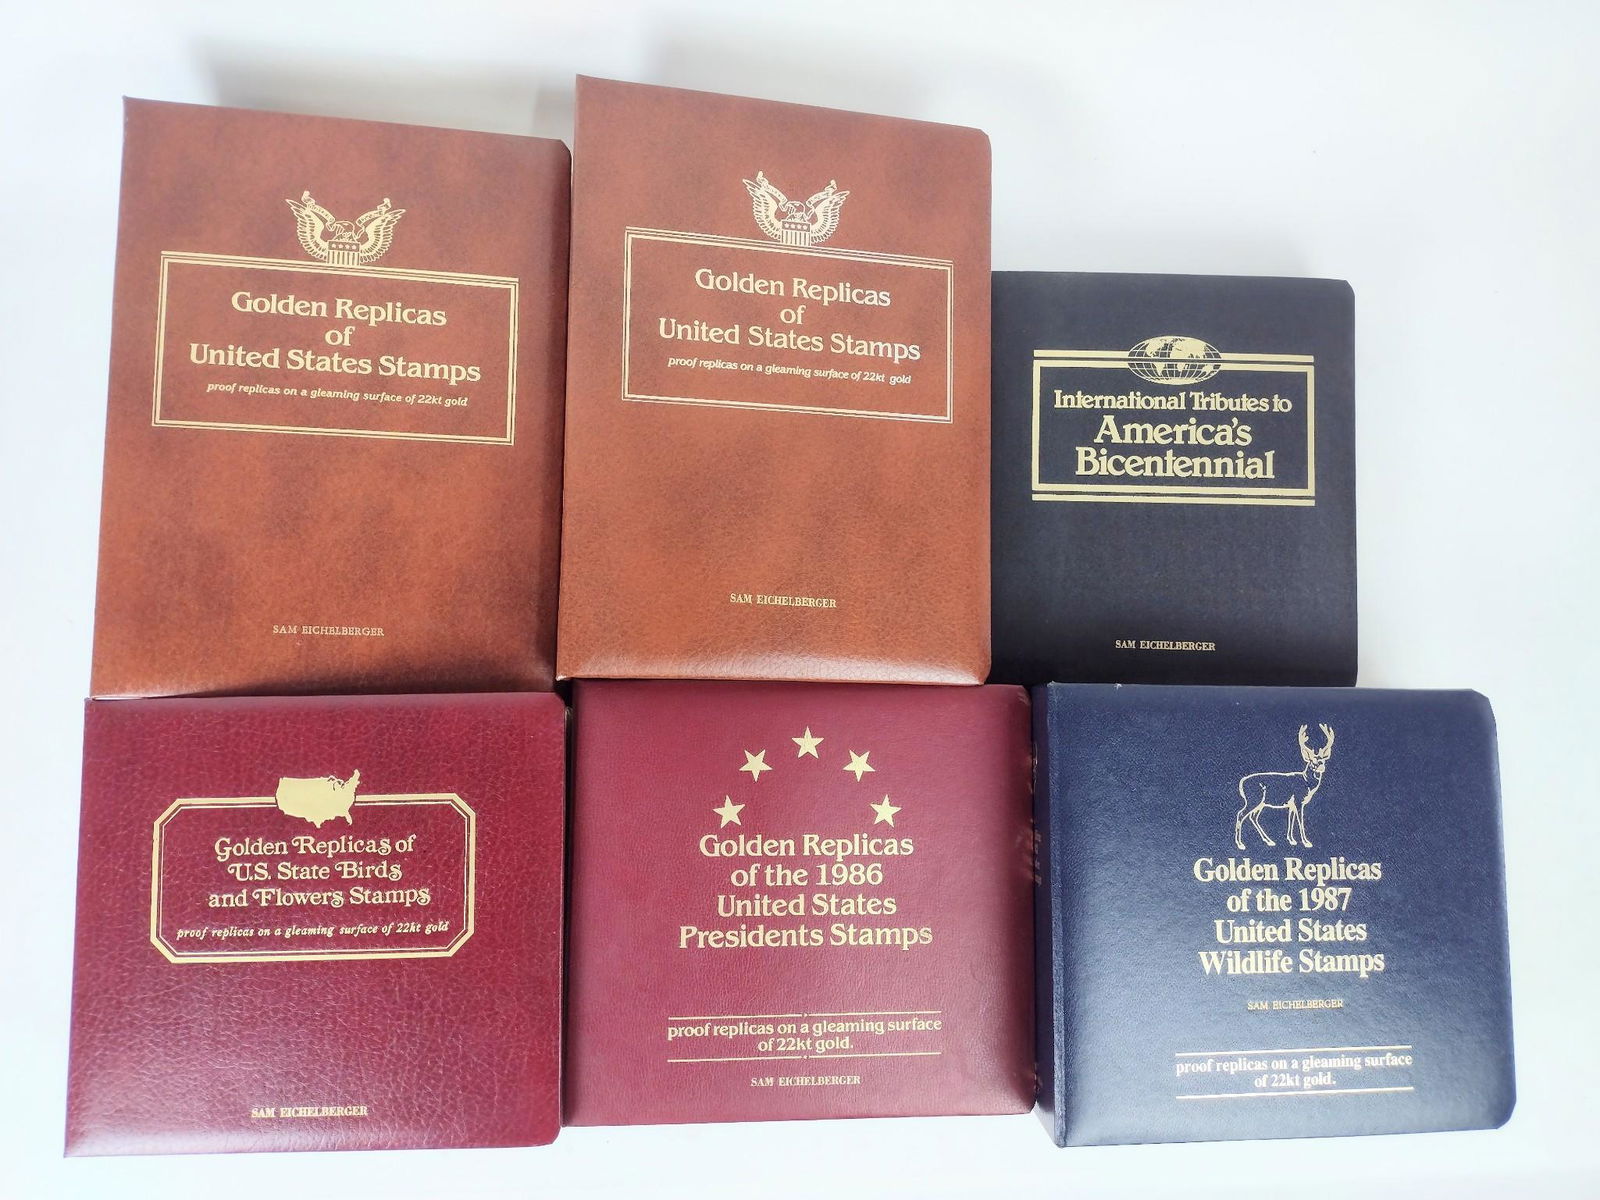 Golden Replicas
of
United States Stamps
proof replicas on a gleaming surface of 22kt gold
SAM EICHELBERGER
Golden Replicas
of
United States Stamps
proof replicas on a gleaming surface of 22kt gold
SAM EICHELBERGER
International Tributes to
America's
Bicentennial
SAM EICHELBERGER
Golden Replicas of
U.S. State Birds
and Flowers Stamps
proof replicas on a gleaming surface of 22kt gold
SAM EICHELBERGER
Golden Replicas
of the 1986
United States
Presidents Stamps
proof replicas on a gleaming surface
of 22kt gold.
SAM EICHELBERGER
Golden Replicas
of the 1987
United States
Wildlife Stamps
SAM EICHELBERGER
proof replicas on a gleaming surface
of 22kt gold.